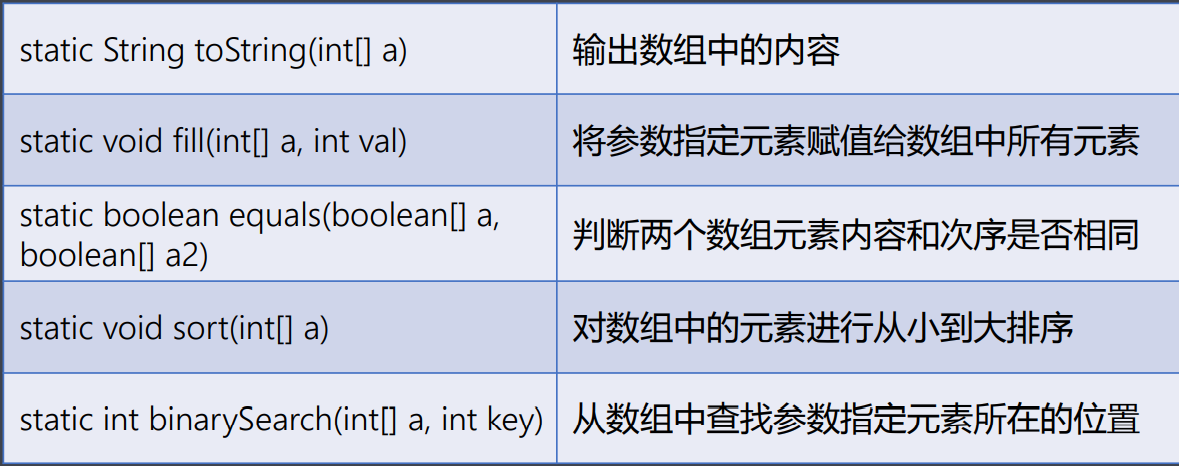 static String toString(int[] a)
输出数组中的内容
static void fill(int[] a, int val)
将参数指定元素赋值给数组中所有元素
static boolean equals(boolean[] a,
boolean[] a2)
判断两个数组元素内容和次序是否相同
static void sort(int[] a)
对数组中的元素进行从小到大排序
static int binarySearch(int[] a, int key)
从数组中查找参数指定元素所在的位置